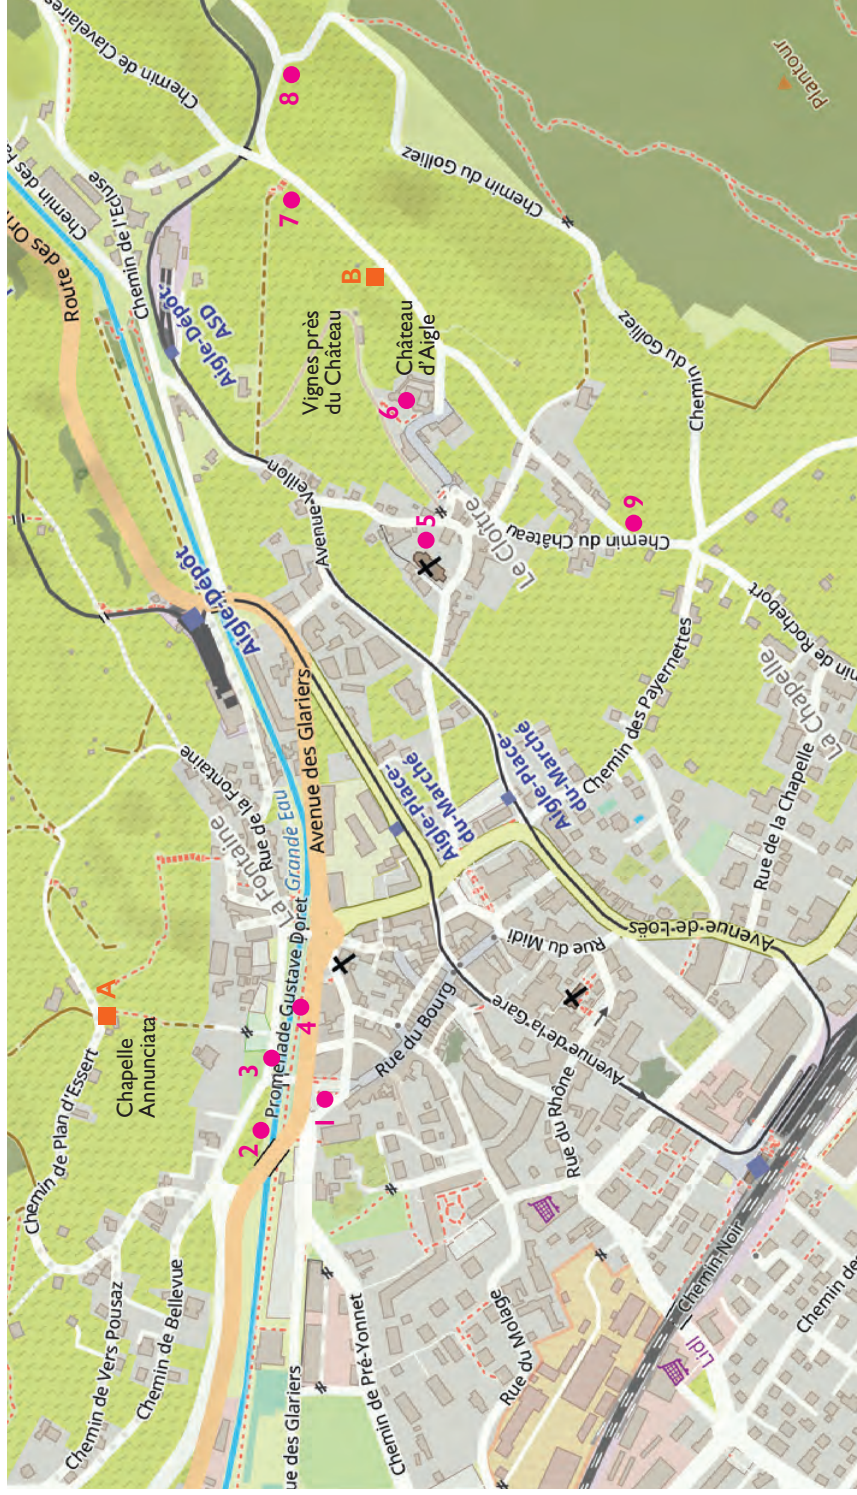 Chemin de Clavelaires
Chemin des
Route des Orm
Chemin de l'Ecluse
8
7
Plantour
Chemin du Golliez
B
Aigle-Dépôt-
ASD
Vignes près
du Château
6
Château
d'Aigle
Chemin du Golliez
Avenue-Veillon
5
Le Cloître
Chemin du Château
9
Aigle-Dépôt
Avenue des Glariers
Rue de la Fontaine
La Fontaine
Grande Eau
Aigle-Place-
du-Marché
Aigle-Place-
du-Marché
Chemin des Payernettes
Chemin de Rochebort
La Chapelle
Rue de la Chapelle
A
Chapelle
Annunciata
Chemin de Plan d'Essert
Promenade Gustave Doret
4
3
2
1
Rue du Bourg
Rue du Midi
Avenue de Loës
Avenue de la Gare
Rue du Rhône
Chemin de Vers Pousaz
Chemin de Bellevue
ue des Glariers
Chemin de Pré-Yonnet
Rue du Molage
Chemin-Noir
Lidl
Chemin des